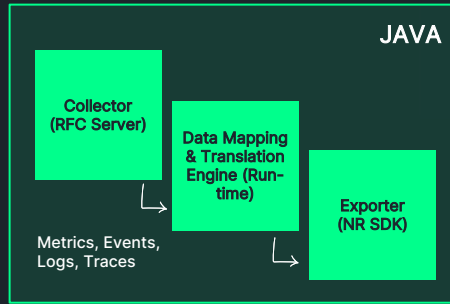 JAVA
Collector
(RFC Server)
Data Mapping
& Translation
Engine (Run-
time)
Exporter
(NR SDK)
Metrics, Events,
Logs, Traces